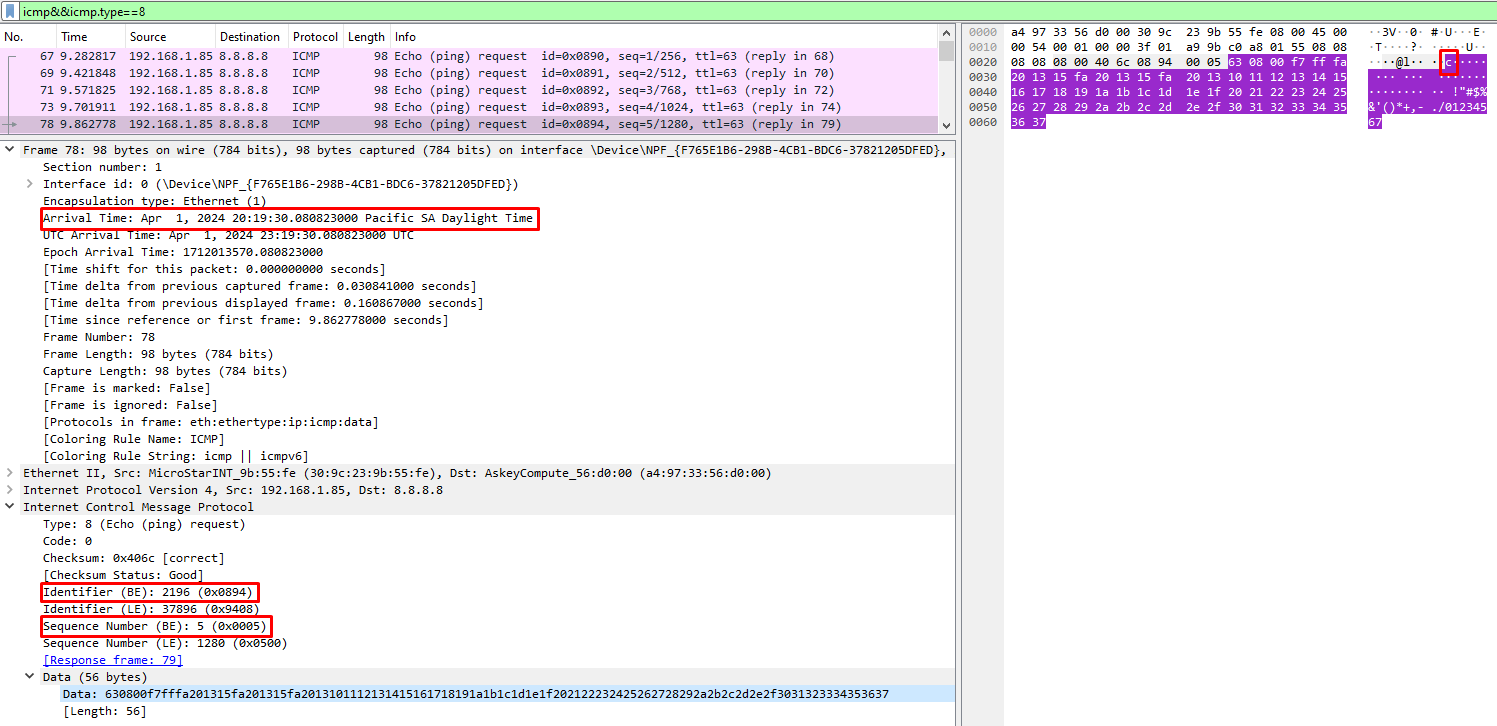 icmp&&icmp.type==8
No. Time Source Destination Protocol Length Info
67 9.282817 192.168.1.85 8.8.8.8 ICMP 98 Echo (ping) request id=0x0890, seq=1/256, ttl=63 (reply in 68)
69 9.421848 192.168.1.85 8.8.8.8 ICMP 98 Echo (ping) request id=0x0891, seq=2/512, ttl=63 (reply in 70)
71 9.571825 192.168.1.85 8.8.8.8 ICMP 98 Echo (ping) request id=0x0892, seq=3/768, ttl=63 (reply in 72)
73 9.701911 192.168.1.85 8.8.8.8 ICMP 98 Echo (ping) request id=0x0893, seq=4/1024, ttl=63 (reply in 74)
78 9.862778 192.168.1.85 8.8.8.8 ICMP 98 Echo (ping) request id=0x0894, seq=5/1280, ttl=63 (reply in 79)
Frame 78: 98 bytes on wire (784 bits), 98 bytes captured (784 bits) on interface \Device\NPF_{F765E1B6-298B-4CB1-BDC6-37821205DFED},
Section number: 1
Interface id: 0 (\Device\NPF_{F765E1B6-298B-4CB1-BDC6-37821205DFED})
Encapsulation type: Ethernet (1)
Arrival Time: Apr 1, 2024 20:19:30.080823000 Pacific SA Daylight Time
UTC Arrival Time: Apr 1, 2024 23:19:30.080823000 UTC
Epoch Arrival Time: 1712013570.080823000
[Time shift for this packet: 0.000000000 seconds]
[Time delta from previous captured frame: 0.030841000 seconds]
[Time delta from previous displayed frame: 0.160867000 seconds]
[Time since reference or first frame: 9.862778000 seconds]
Frame Number: 78
Frame Length: 98 bytes (784 bits)
Capture Length: 98 bytes (784 bits)
[Frame is marked: False]
[Frame is ignored: False]
[Protocols in frame: eth:ethertype:ip:icmp:data]
[Coloring Rule Name: ICMP]
[Coloring Rule String: icmp || icmpv6]
Ethernet II, Src: MicroStarINT_9b:55:fe (30:9c:23:9b:55:fe), Dst: AskeyCompute_56:d0:00 (a4:97:33:56:d0:00)
Internet Protocol Version 4, Src: 192.168.1.85, Dst: 8.8.8.8
Internet Control Message Protocol
Type: 8 (Echo (ping) request)
Code: 0
Checksum: 0x406c [correct]
[Checksum Status: Good]
Identifier (BE): 2196 (0x0894)
Identifier (LE): 37896 (0x9408)
Sequence Number (BE): 5 (0x0005)
Sequence Number (LE): 1280 (0x0500)
[Response frame: 79]
Data (56 bytes)
Data: 630800f7fffa201315fa201315fa201310111213141516171819​1a1b1c1d1e1f202122232425262728292a2b2c2d2e2f3031323334353637
[Length: 56]
0000 a4 97 33 56 d0 00 30 9c 23 9b 55 fe 08 00 45 00 ··3V··0· #·U···E·
0010 00 54 00 01 00 00 3f 01 a9 9b c0 a8 01 55 08 08 ·T····?· ·····U··
0020 08 08 08 00 40 6c 08 94 00 05 63 08 00 f7 ff fa ····@l·· ··c·····
0030 20 13 15 fa 20 13 15 fa 20 13 10 11 12 13 14 15 ··· ··· ·······
0040 16 17 18 19 1a 1b 1c 1d 1e 1f 20 21 22 23 24 25 ········ ·· !"#$%
0050 26 27 28 29 2a 2b 2c 2d 2e 2f 30 31 32 33 34 35 &'()*+,- ./012345
0060 36 37 67